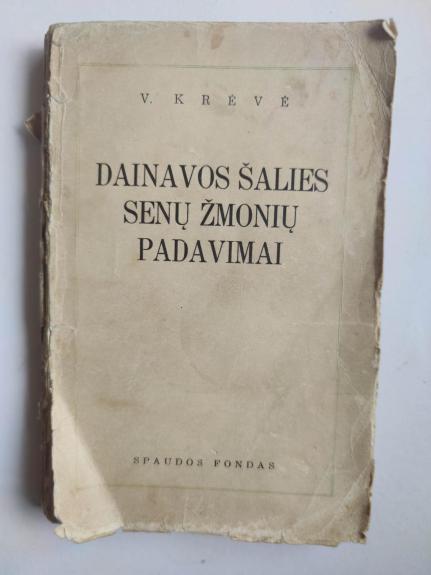 V. KRĖVĖ
DAINAVOS ŠALIES
SENŲ ŽMONIŲ
PADAVIMAI
SPAUDOS FONDAS